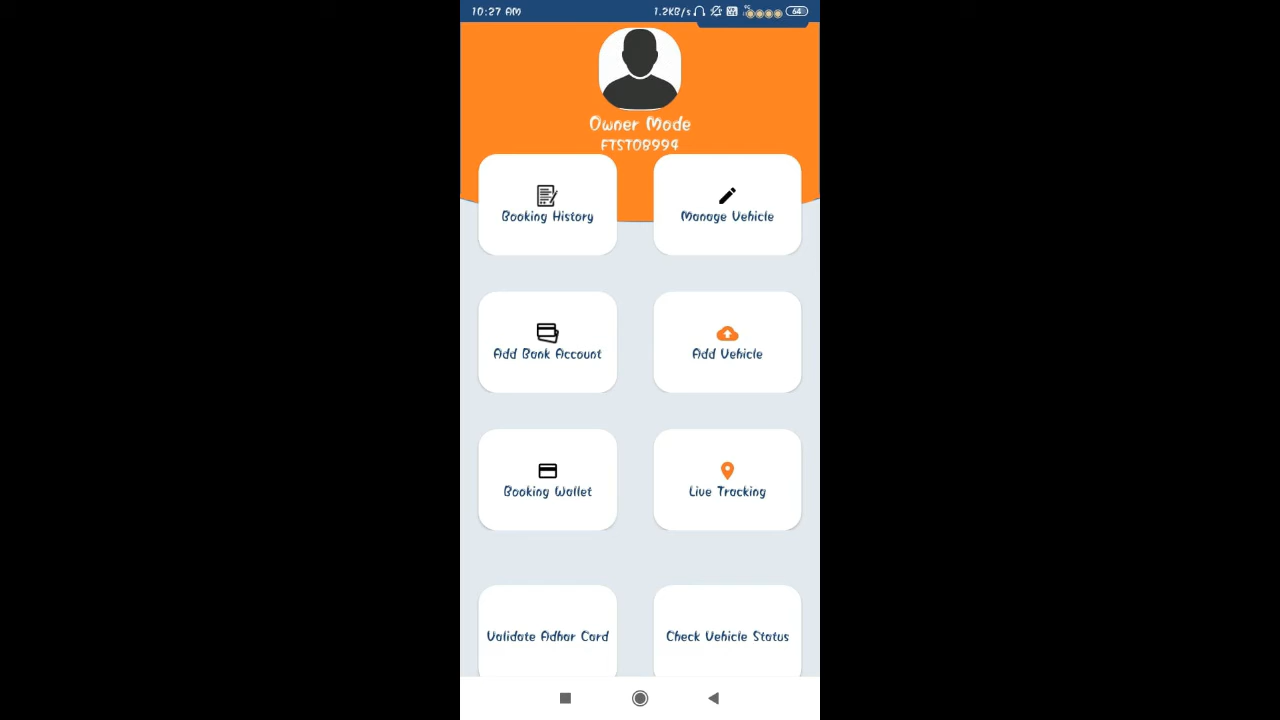 10:27 AM 1.2KB/s 64
Owner Mode
FTST08994
Booking History Manage Vehicle
Add Bank Account Add Vehicle
Booking Wallet Live Tracking
Validate Adhar Card Check Vehicle Status